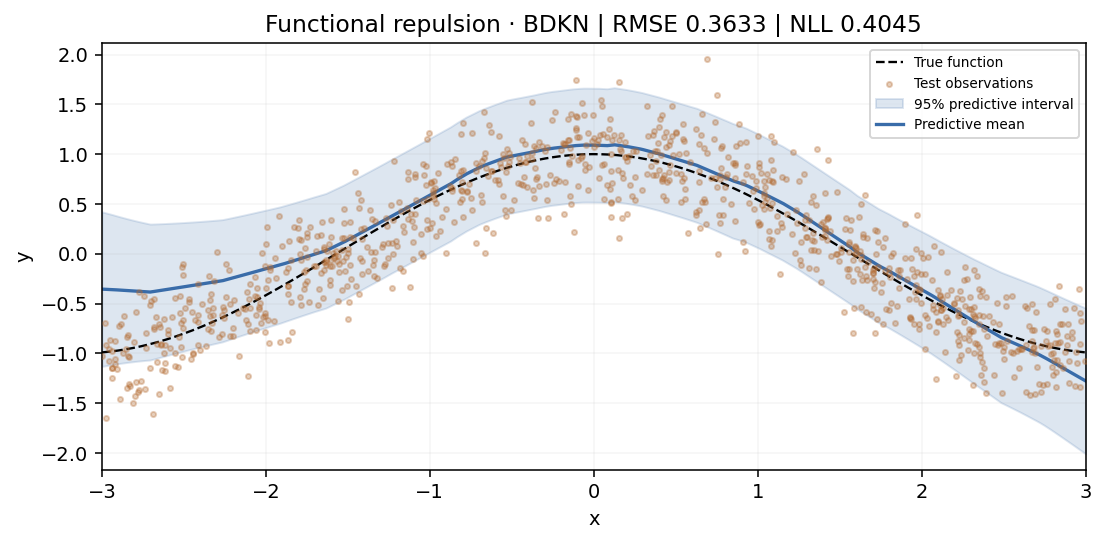 Functional repulsion · BDKN | RMSE 0.3633 | NLL 0.4045
True function
Test observations
95% predictive interval
Predictive mean
y
2.0
1.5
1.0
0.5
0.0
−0.5
−1.0
−1.5
−2.0
−3
−2
−1
0
1
2
3
x